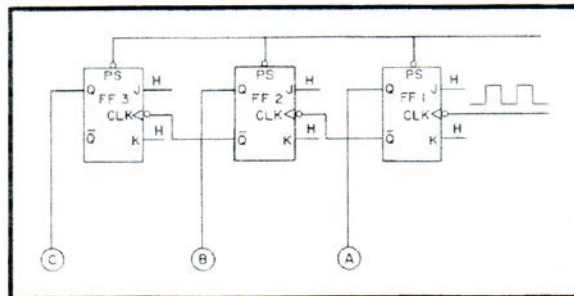 PS PS PS
Q H J Q H J Q H J
FF 3 FF 2 FF 1
CLK CLK CLK
H H H
Q̅ K Q̅ K Q̅ K
C B A